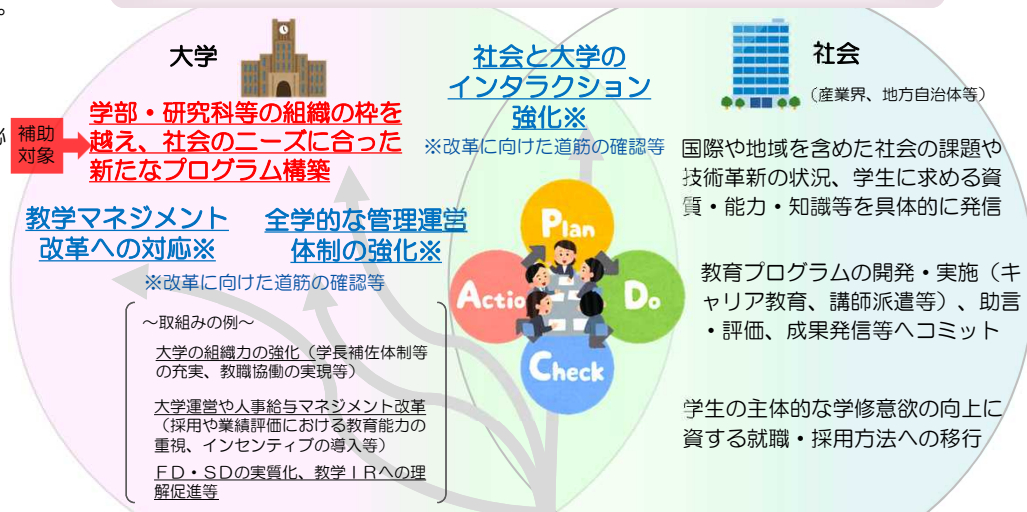 。
大学
学部・研究科等の組織の枠を
越え、社会のニーズに合った
新たなプログラム構築
補助
対象
教学マネジメント
改革への対応※
全学的な管理運営
体制の強化※
※改革に向けた道筋の確認等
～取組みの例～
大学の組織力の強化（学長補佐体制等
の充実、教職協働の実現等）
大学運営や人事給与マネジメント改革
（採用や業績評価における教育能力の
重視、インセンティブの導入等）
ＦＤ・ＳＤの実質化、教学ＩＲへの理
解促進等
社会と大学の
インタラクション
強化※
※改革に向けた道筋の確認等
Plan
Do
Check
Actio
社会
（産業界、地方自治体等）
国際や地域を含めた社会の課題や
技術革新の状況、学生に求める資
質・能力・知識等を具体的に発信
教育プログラムの開発・実施（キ
ャリア教育、講師派遣等）、助言
・評価、成果発信等へコミット
学生の主体的な学修意欲の向上に
資する就職・採用方法への移行